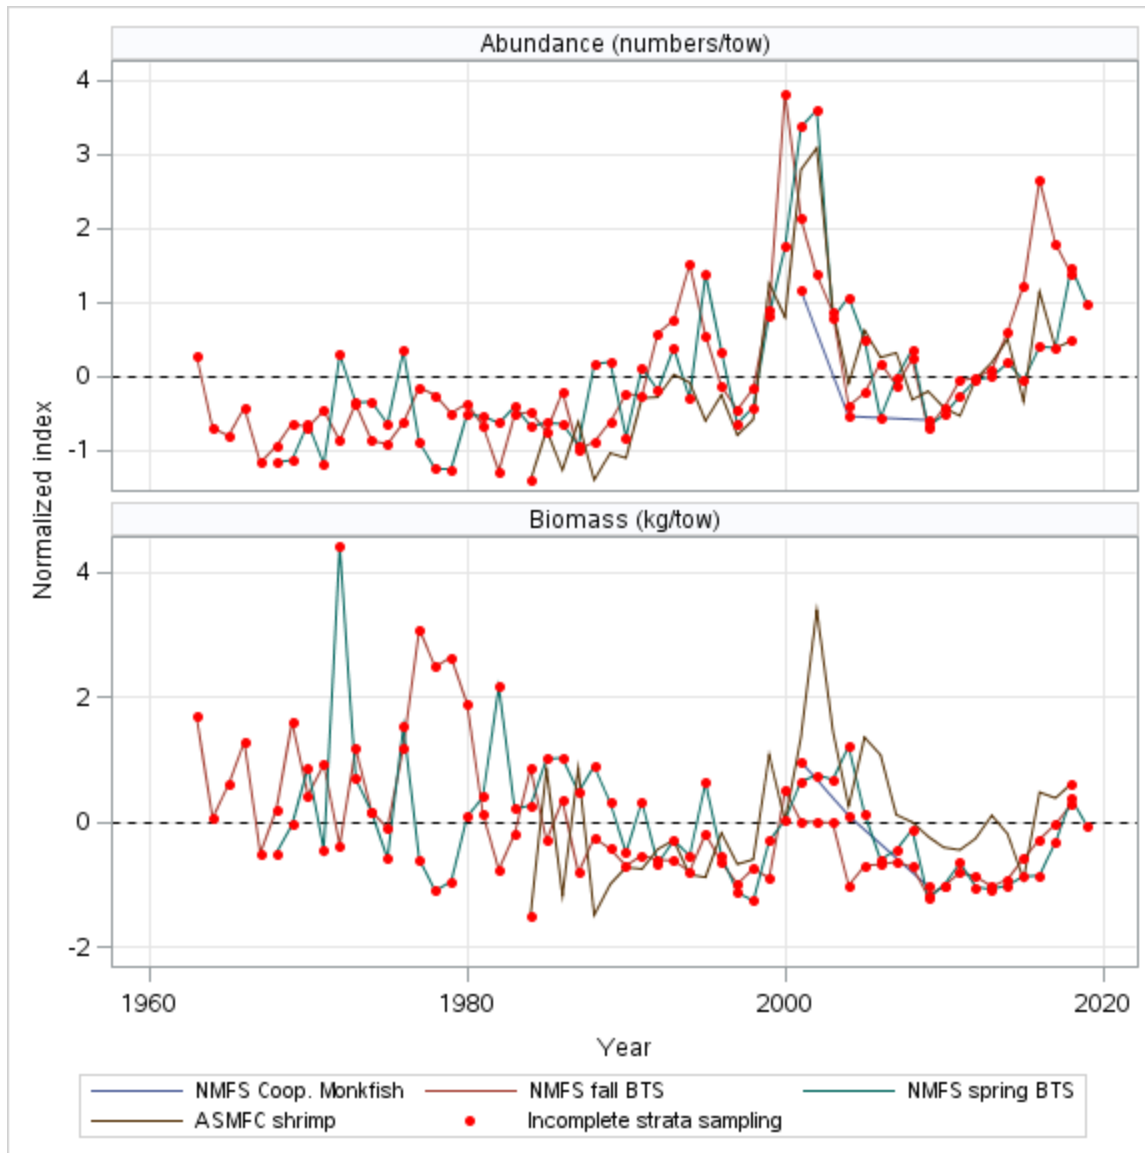 Abundance (numbers/tow)
4
3
2
1
0
-1
Normalized index
Biomass (kg/tow)
4
2
0
-2
1960 1980 2000 2020
Year
NMFS Coop. Monkfish NMFS fall BTS NMFS spring BTS
ASMFC shrimp Incomplete strata sampling